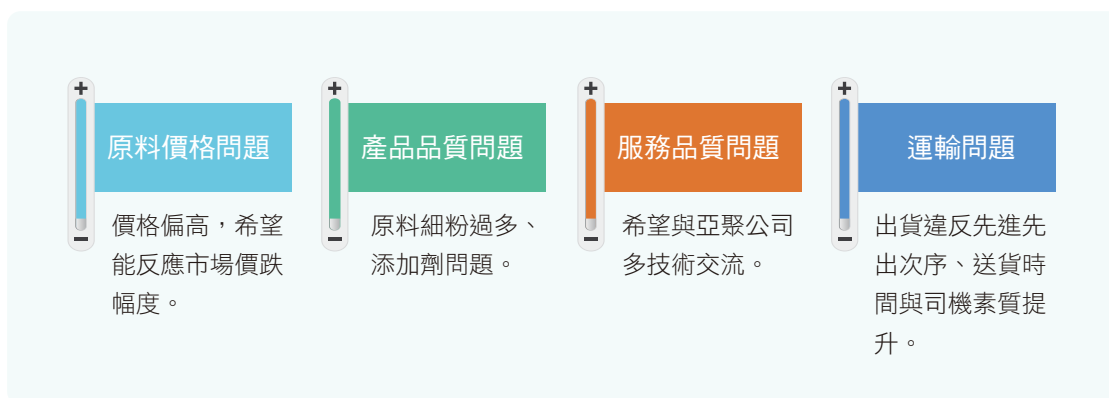 原料價格問題
價格偏高，希望
能反應市場價跌
幅度。
產品品質問題
原料細粉過多、
添加劑問題。
服務品質問題
希望與亞聚公司
多技術交流。
運輸問題
出貨違反先進先
出次序、送貨時
間與司機素質提
升。